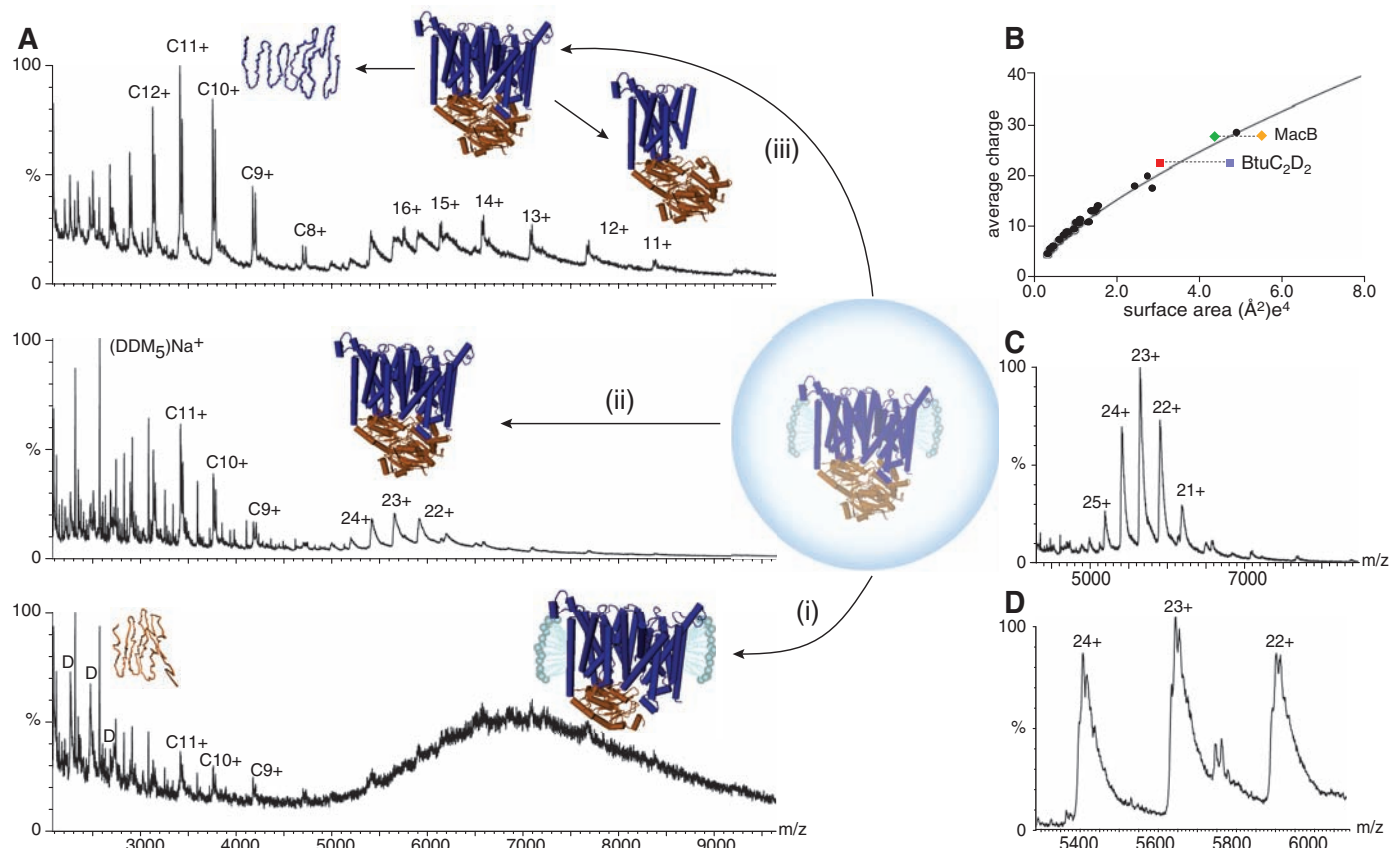 A
100
%
0
C12+
C11+
C10+
C9+
C8+
16+
15+
14+
13+
12+
11+
(iii)
100
%
0
(DDM5)Na+
C11+
C10+
C9+
24+
23+
22+
(ii)
100
%
0
D
D
D
C11+
C10+
C9+
(i)
3000 4000 5000 6000 7000 8000 9000 m/z
B
40
30
20
10
0
average charge
MacB
BtuC2D2
0.0 2.0 4.0 6.0 8.0
surface area (Å2)e4
C
100
%
0
25+
24+
23+
22+
21+
5000 7000 m/z
D
100
%
0
24+
23+
22+
5400 5600 5800 6000 m/z